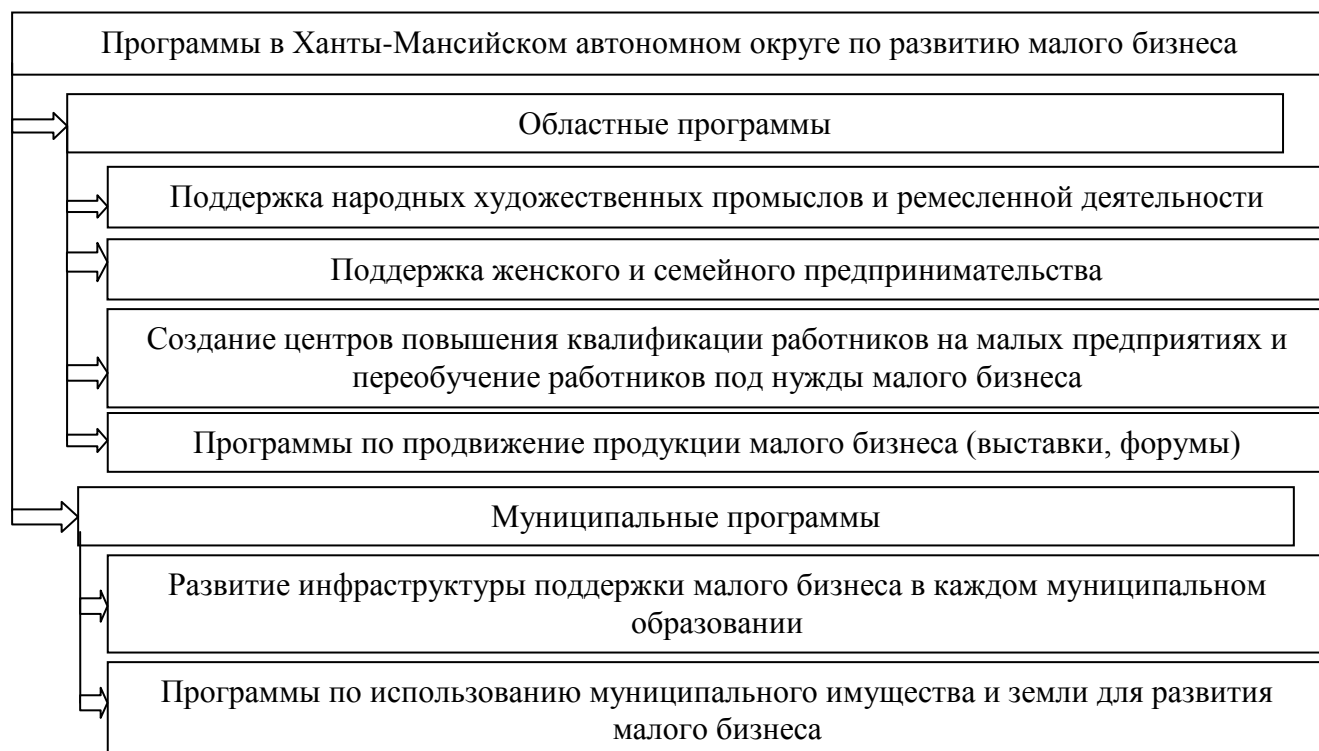 Программы в Ханты-Мансийском автономном округе по развитию малого бизнеса
Областные программы
Поддержка народных художественных промыслов и ремесленной деятельности
Поддержка женского и семейного предпринимательства
Создание центров повышения квалификации работников на малых предприятиях и
переобучение работников под нужды малого бизнеса
Программы по продвижение продукции малого бизнеса (выставки, форумы)
Муниципальные программы
Развитие инфраструктуры поддержки малого бизнеса в каждом муниципальном
образовании
Программы по использованию муниципального имущества и земли для развития
малого бизнеса